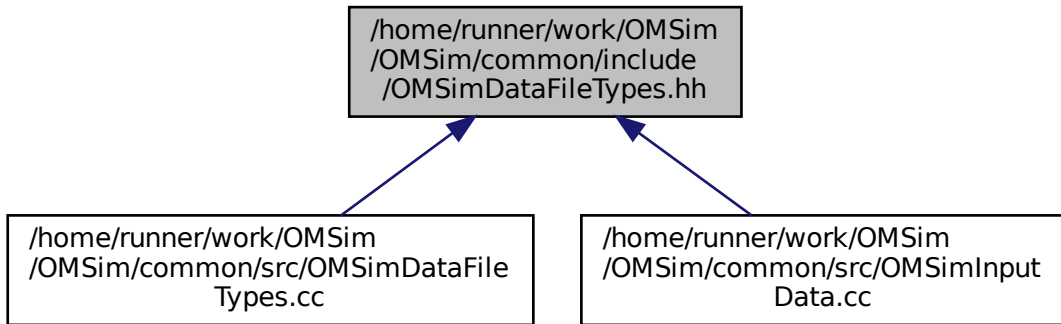 /home/runner/work/OMSim
/OMSim/common/include
/OMSimDataFileTypes.hh
/home/runner/work/OMSim
/OMSim/common/src/OMSimDataFile
Types.cc
/home/runner/work/OMSim
/OMSim/common/src/OMSimInput
Data.cc